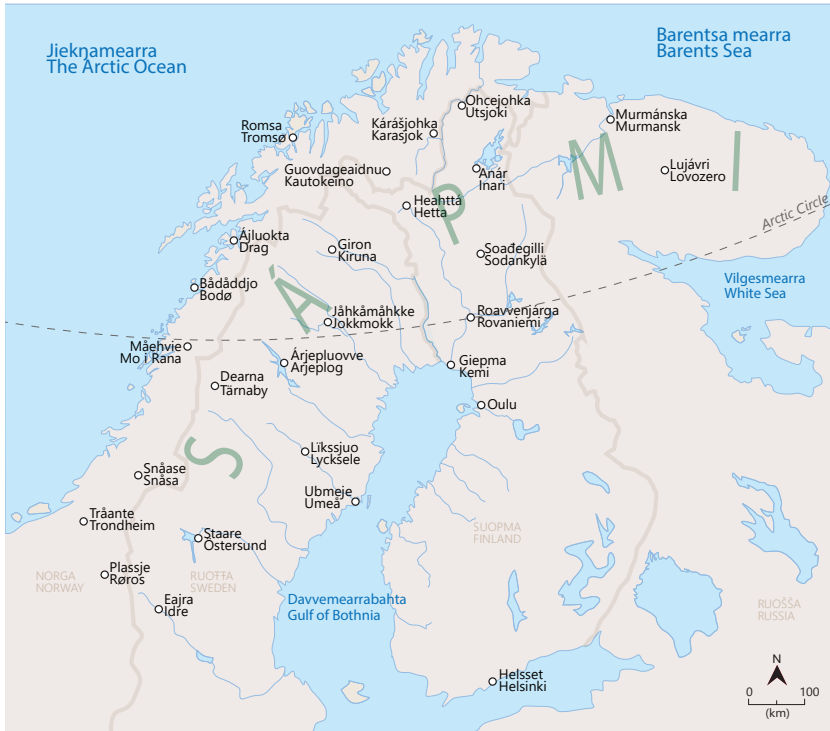 Jieknamearra
The Arctic Ocean
Barentsa mearra
Barents Sea
Ohcejohka
Utsjoki
Murmánska
Murmansk
Romsa
Tromsø
Kárášjohka
Karasjok
Guovdageaidnu
Kautokeino
Anár
Inari
Lujávri
Lovozero
Heahttá
Hetta
Arctic Circle
Ájluokta
Drag
Giron
Kiruna
Soađegilli
Sodankylä
Bådåddjo
Bodø
Vilgesmearra
White Sea
Jåhkåmåhkke
Jokkmokk
Roavvenjárga
Rovaniemi
Måehvie
Mo i Rana
Árjepluovve
Arjeplog
Giepma
Kemi
Dearna
Tärnaby
Oulu
S Á P M I
Likssjuo
Lycksele
Snåase
Snåsa
Ubmeje
Umeå
Tråante
Trondheim
Staare
Östersund
SUOPMA
FINLAND
Plassje
Røros
NORGA
NORWAY
RUOŦŦA
SWEDEN
Eajra
Idre
Davvemearrabahta
Gulf of Bothnia
RUOŠŠA
RUSSIA
Helsset
Helsinki
N
0 100
(km)